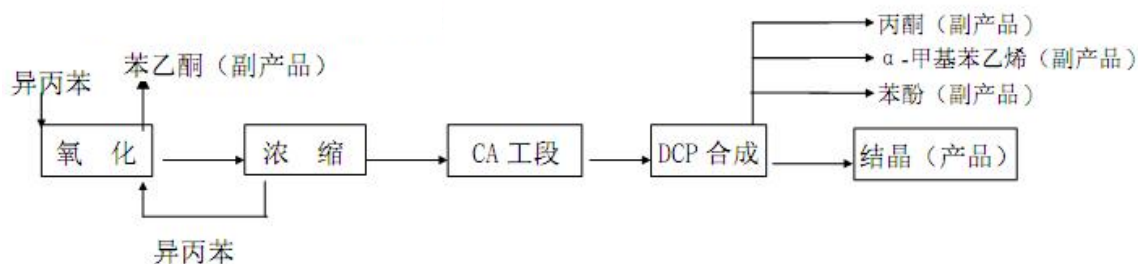 丙酮（副产品）
苯乙酮（副产品）
α-甲基苯乙烯（副产品）
异丙苯
苯酚（副产品）
氧 化
浓 缩
CA 工段
DCP 合成
结晶（产品）
异丙苯